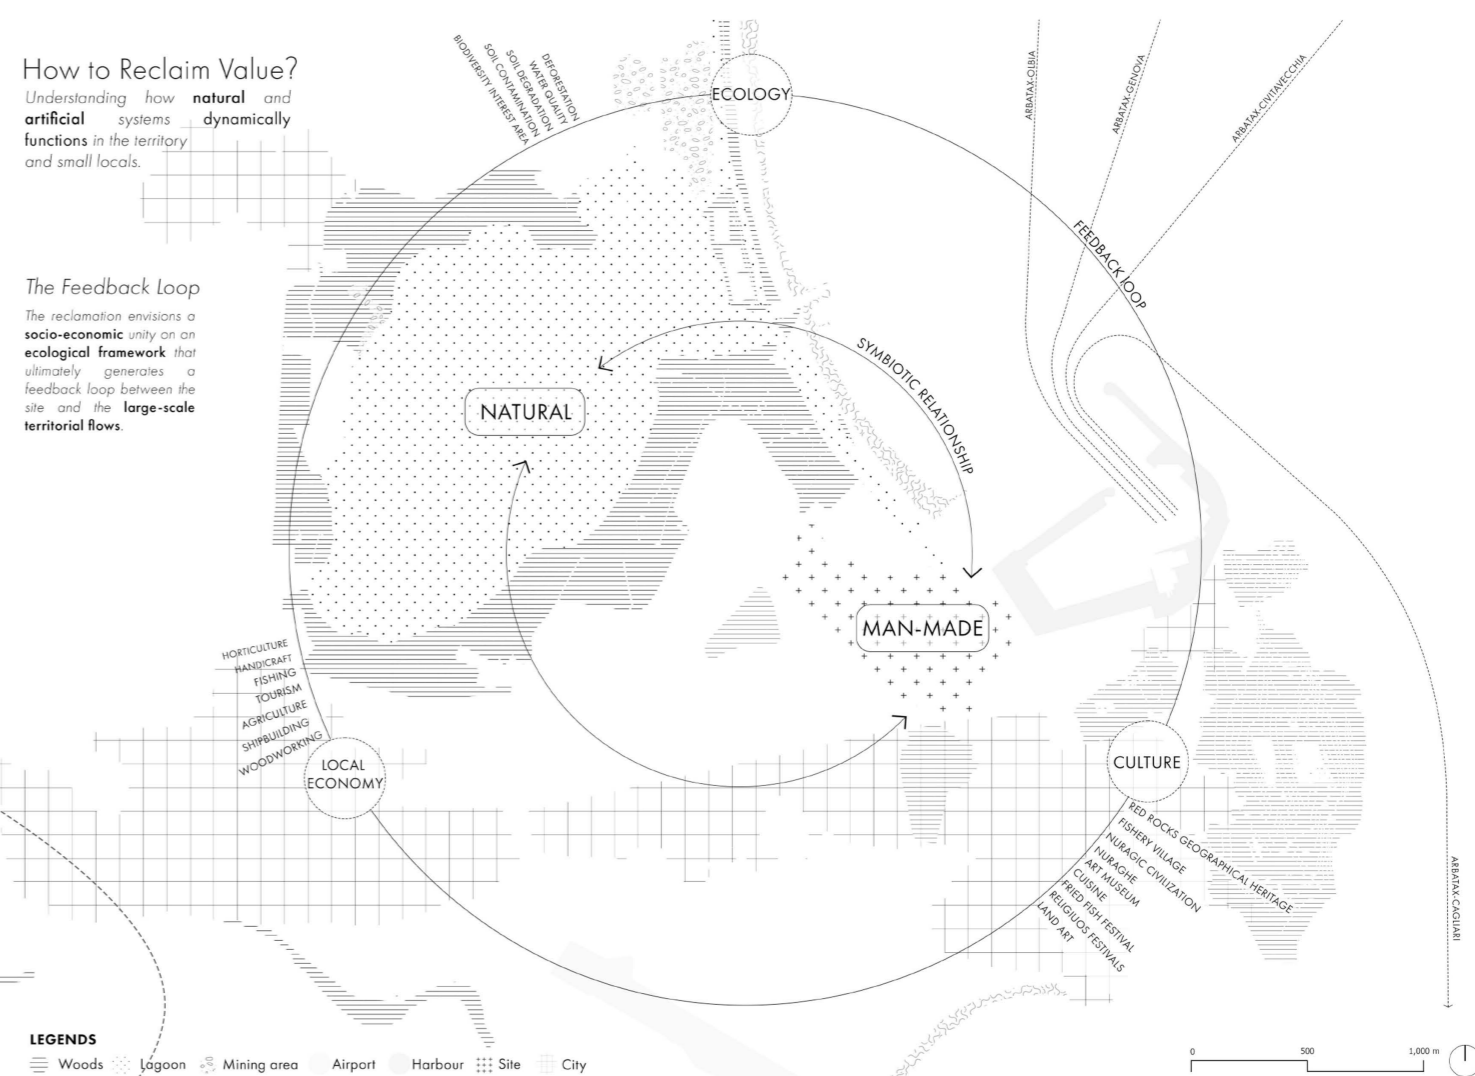 How to Reclaim Value?
Understanding how natural and
artificial systems dynamically
functions in the territory
and small locals.
The Feedback Loop
The reclamation envisions a
socio-economic unity on an
ecological framework that
ultimately generates a
feedback loop between the
site and the large-scale
territorial flows.
DEFORESTATION
WATER QUALITY
SOIL DEGRADATION
SOIL CONTAMINATION
BIODIVERSITY INTEREST AREA
ECOLOGY
ARBATAX-OLBIA
ARBATAX-GENOVA
ARBATAX-CIVITAVECCHIA
FEEDBACK LOOP
SYMBIOTIC RELATIONSHIP
NATURAL
MAN-MADE
HORTICULTURE
HANDICRAFT
FISHING
TOURISM
AGRICULTURE
SHIPBUILDING
WOODWORKING
LOCAL
ECONOMY
CULTURE
RED ROCKS GEOGRAPHICAL HERITAGE
FISHERY VILLAGE
NURAGIC CIVILIZATION
NURAGHE
ART MUSEUM
CUISINE
FRIED FISH FESTIVAL
RELIGIUOS FESTIVALS
LAND ART
ARBATAX-CAGLIARI
LEGENDS
Woods Lagoon Mining area Airport Harbour Site City
0 500 1,000 m